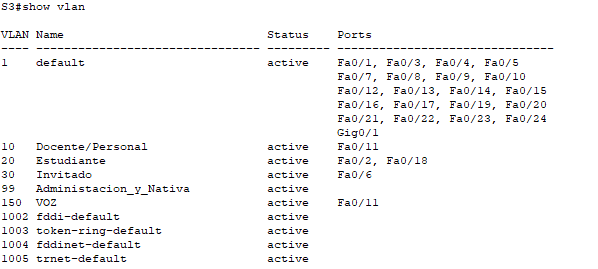 S3#show vlan
VLAN Name                             Status    Ports
---- -------------------------------- --------- -------------------------------
1    default                          active    Fa0/1, Fa0/3, Fa0/4, Fa0/5
                                                Fa0/7, Fa0/8, Fa0/9, Fa0/10
                                                Fa0/12, Fa0/13, Fa0/14, Fa0/15
                                                Fa0/16, Fa0/17, Fa0/19, Fa0/20
                                                Fa0/21, Fa0/22, Fa0/23, Fa0/24
                                                Gig0/1
10   Docente/Personal                 active    Fa0/11
20   Estudiante                       active    Fa0/2, Fa0/18
30   Invitado                         active    Fa0/6
99   Administacion_y_Nativa           active
150  VOZ                              active    Fa0/11
1002 fddi-default                     active
1003 token-ring-default               active
1004 fddinet-default                  active
1005 trnet-default                    active